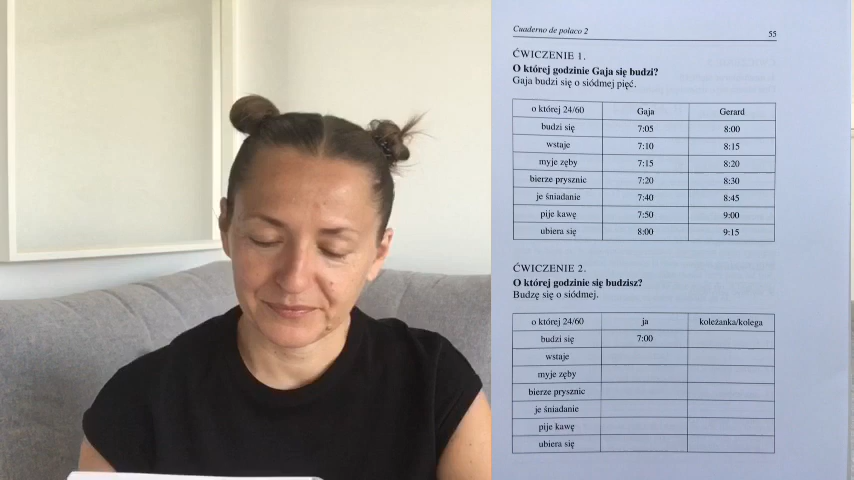 Cuaderno de polaco 2 55
ĆWICZENIE 1.
O której godzinie Gaja się budzi?
Gaja budzi się o siódmej pięć.
o której 24/60 Gaja Gerard
budzi się 7:05 8:00
wstaje 7:10 8:15
myje zęby 7:15 8:20
bierze prysznic 7:20 8:30
je śniadanie 7:40 8:45
pije kawę 7:50 9:00
ubiera się 8:00 9:15
ĆWICZENIE 2.
O której godzinie się budzisz?
Budzę się o siódmej.
o której 24/60 ja koleżanka/kolega
budzi się 7:00
wstaje
myje zęby
bierze prysznic
je śniadanie
pije kawę
ubiera się